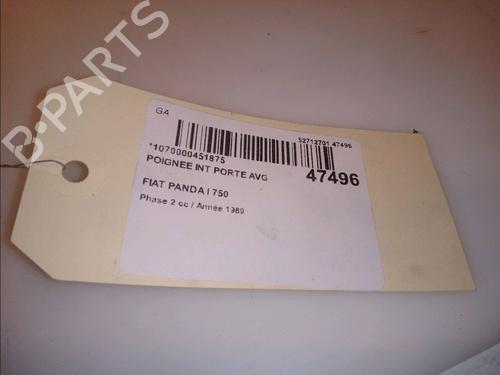 B-PARTS
GA
52712701 47496
*1070000451875
POIGNEE INT PORTE AVG
47496
FIAT PANDA I 750
Phase 2 cc / Année 1989